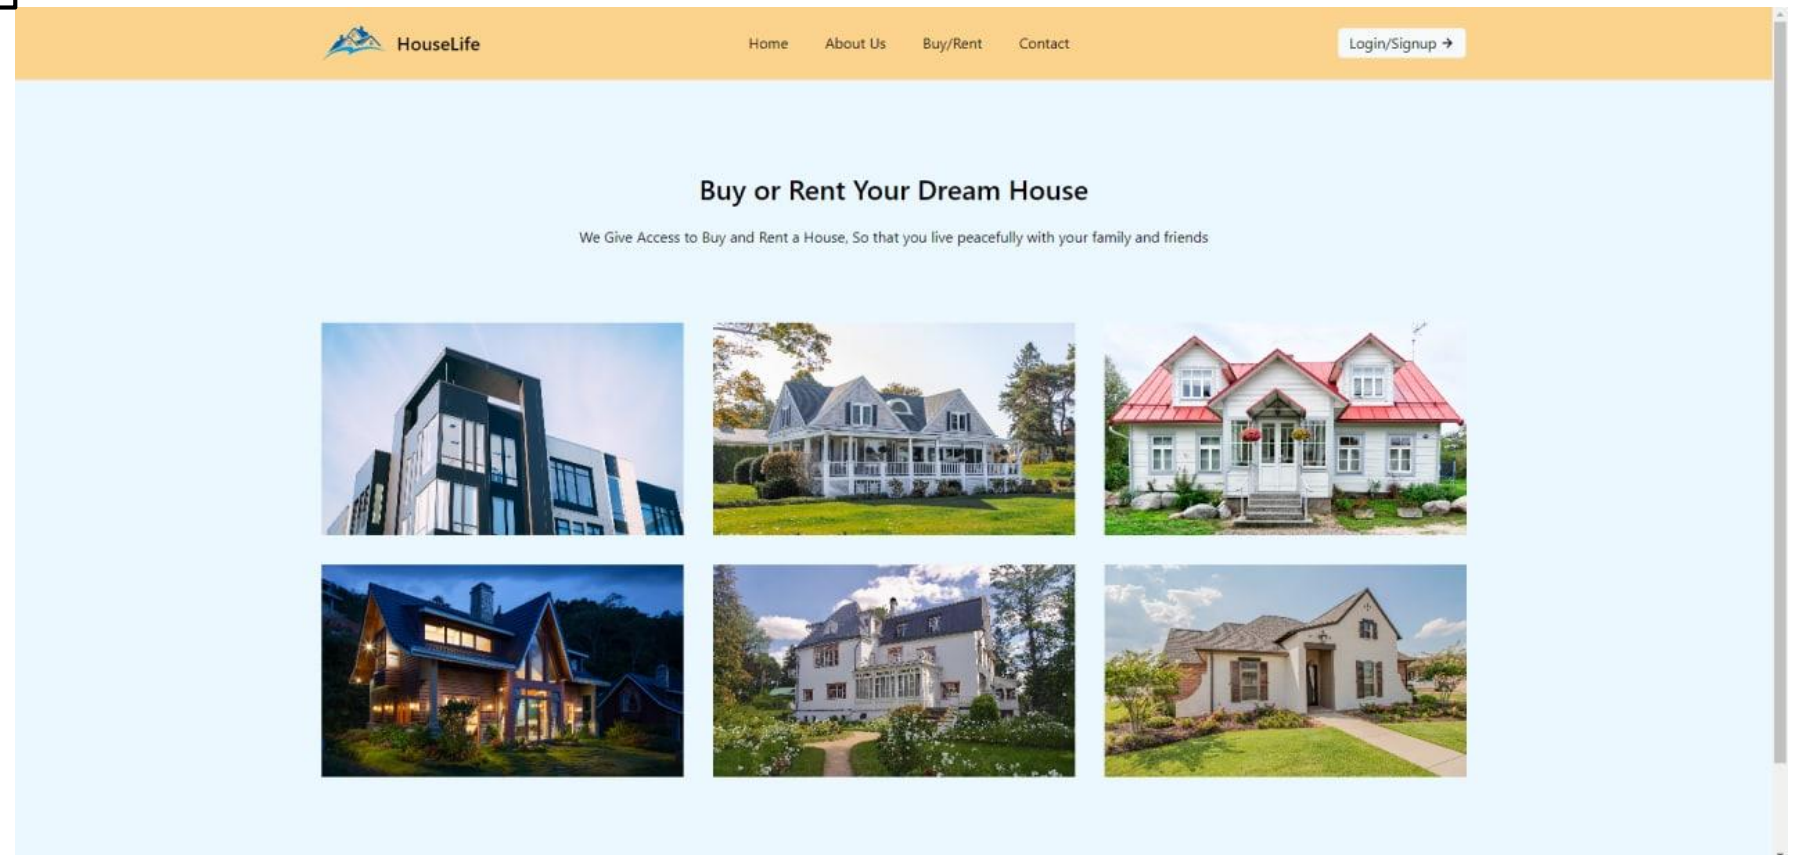 HouseLife
Home About Us Buy/Rent Contact
Login/Signup →
Buy or Rent Your Dream House
We Give Access to Buy and Rent a House, So that you live peacefully with your family and friends